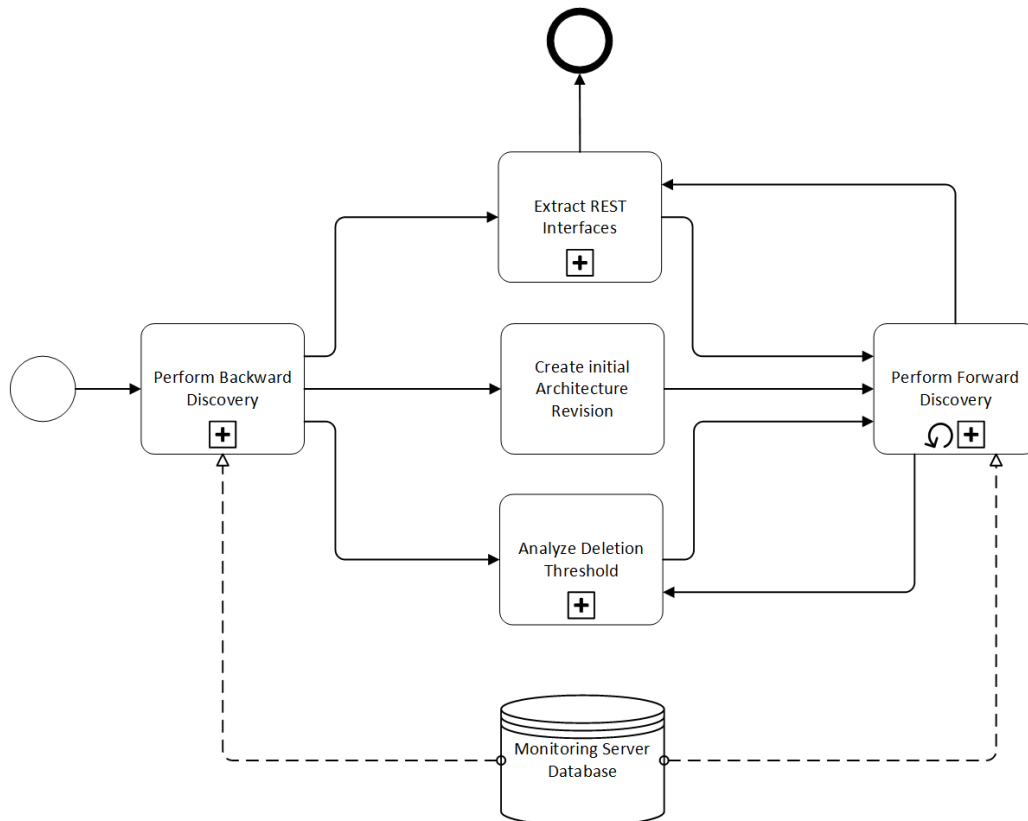 Extract REST
Interfaces
Perform Backward
Discovery
Create initial
Architecture
Revision
Perform Forward
Discovery
Analyze Deletion
Threshold
Monitoring Server
Database